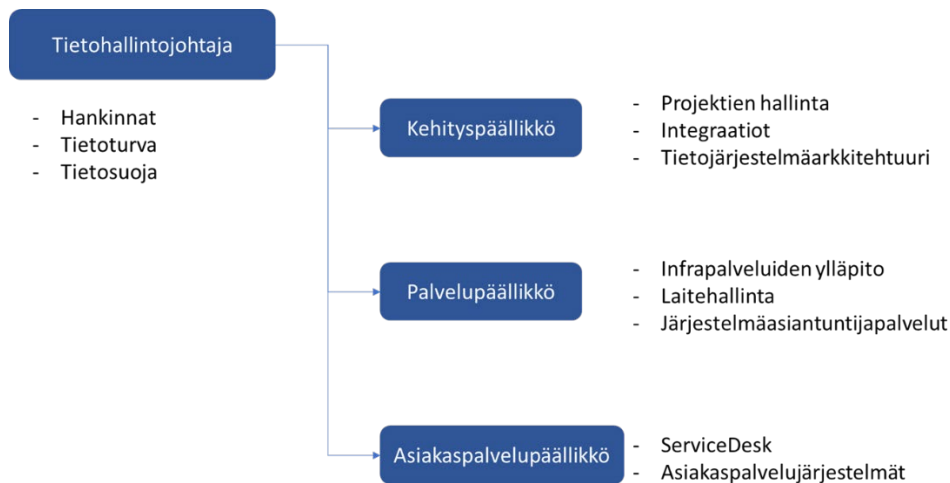 Tietohallintojohtaja
- Hankinnat
- Tietoturva
- Tietosuoja
Kehityspäällikkö
- Projektien hallinta
- Integraatiot
- Tietojärjestelmäarkkitehtuuri
Palvelupäällikkö
- Infrapalveluiden ylläpito
- Laitehallinta
- Järjestelmäasiantuntijapalvelut
Asiakaspalvelupäällikkö
- ServiceDesk
- Asiakaspalvelujärjestelmät